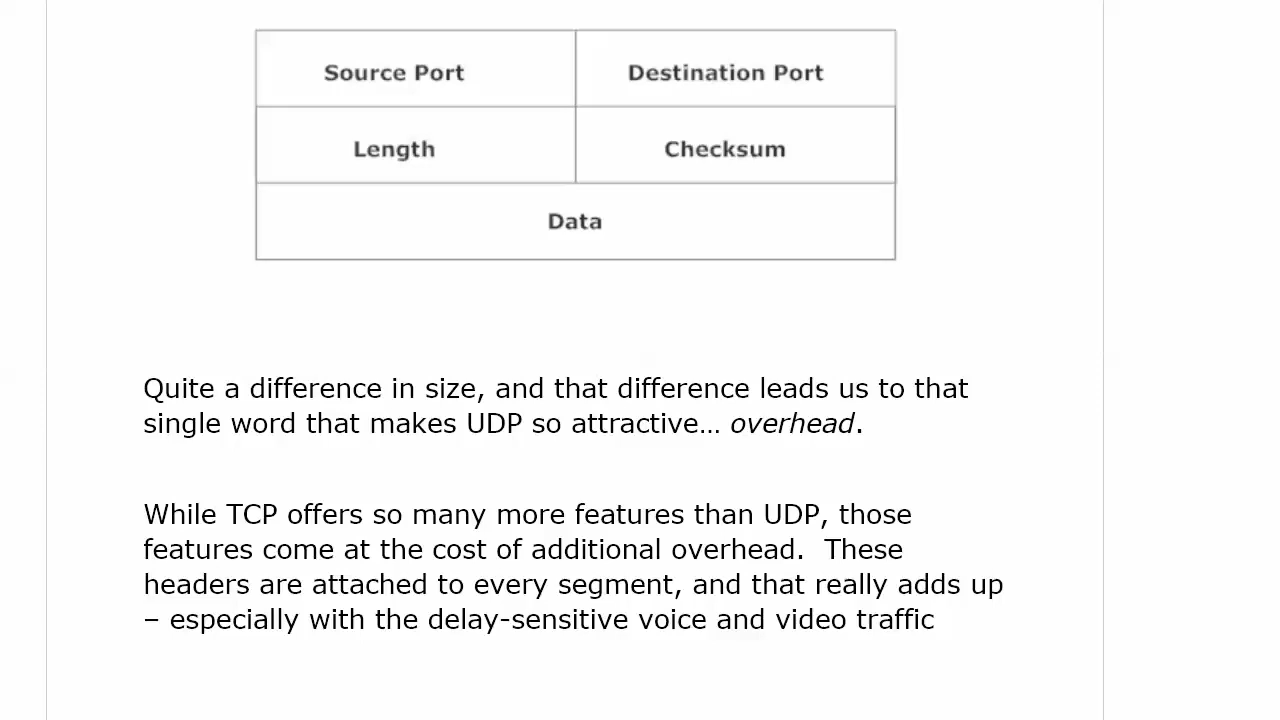 Source Port Destination Port
Length Checksum
Data
Quite a difference in size, and that difference leads us to that
single word that makes UDP so attractive… overhead.
While TCP offers so many more features than UDP, those
features come at the cost of additional overhead.  These
headers are attached to every segment, and that really adds up
– especially with the delay-sensitive voice and video traffic